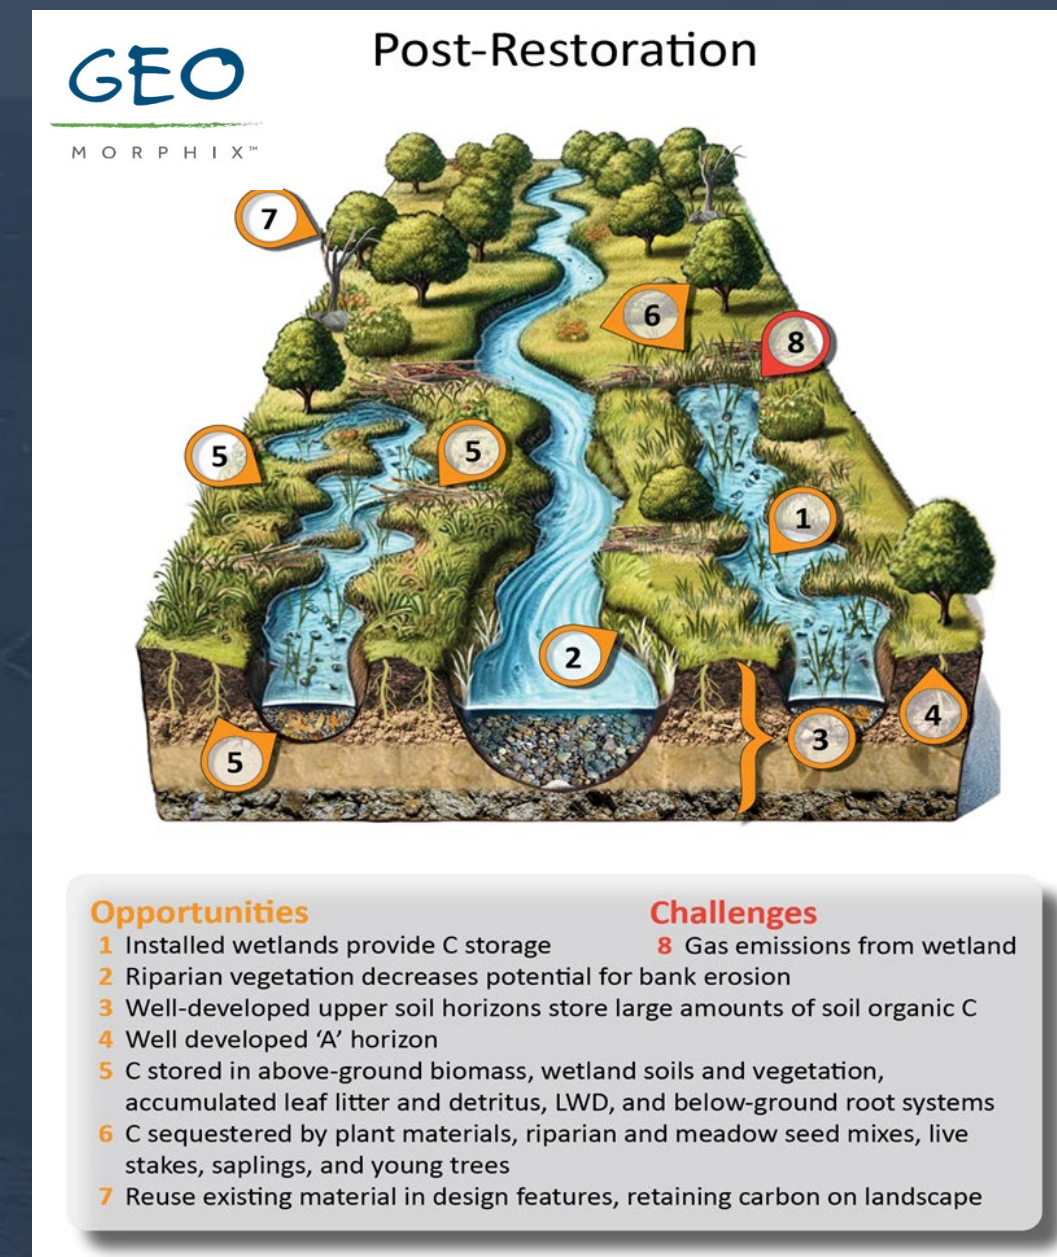 Post-Restoration
GEO
MORPHIX™
7
6
8
5
5
1
2
4
3
5
Opportunities
Challenges
1 Installed wetlands provide C storage
8 Gas emissions from wetland
2 Riparian vegetation decreases potential for bank erosion
3 Well-developed upper soil horizons store large amounts of soil organic C
4 Well developed ‘A’ horizon
5 C stored in above-ground biomass, wetland soils and vegetation,
accumulated leaf litter and detritus, LWD, and below-ground root systems
6 C sequestered by plant materials, riparian and meadow seed mixes, live
stakes, saplings, and young trees
7 Reuse existing material in design features, retaining carbon on landscape